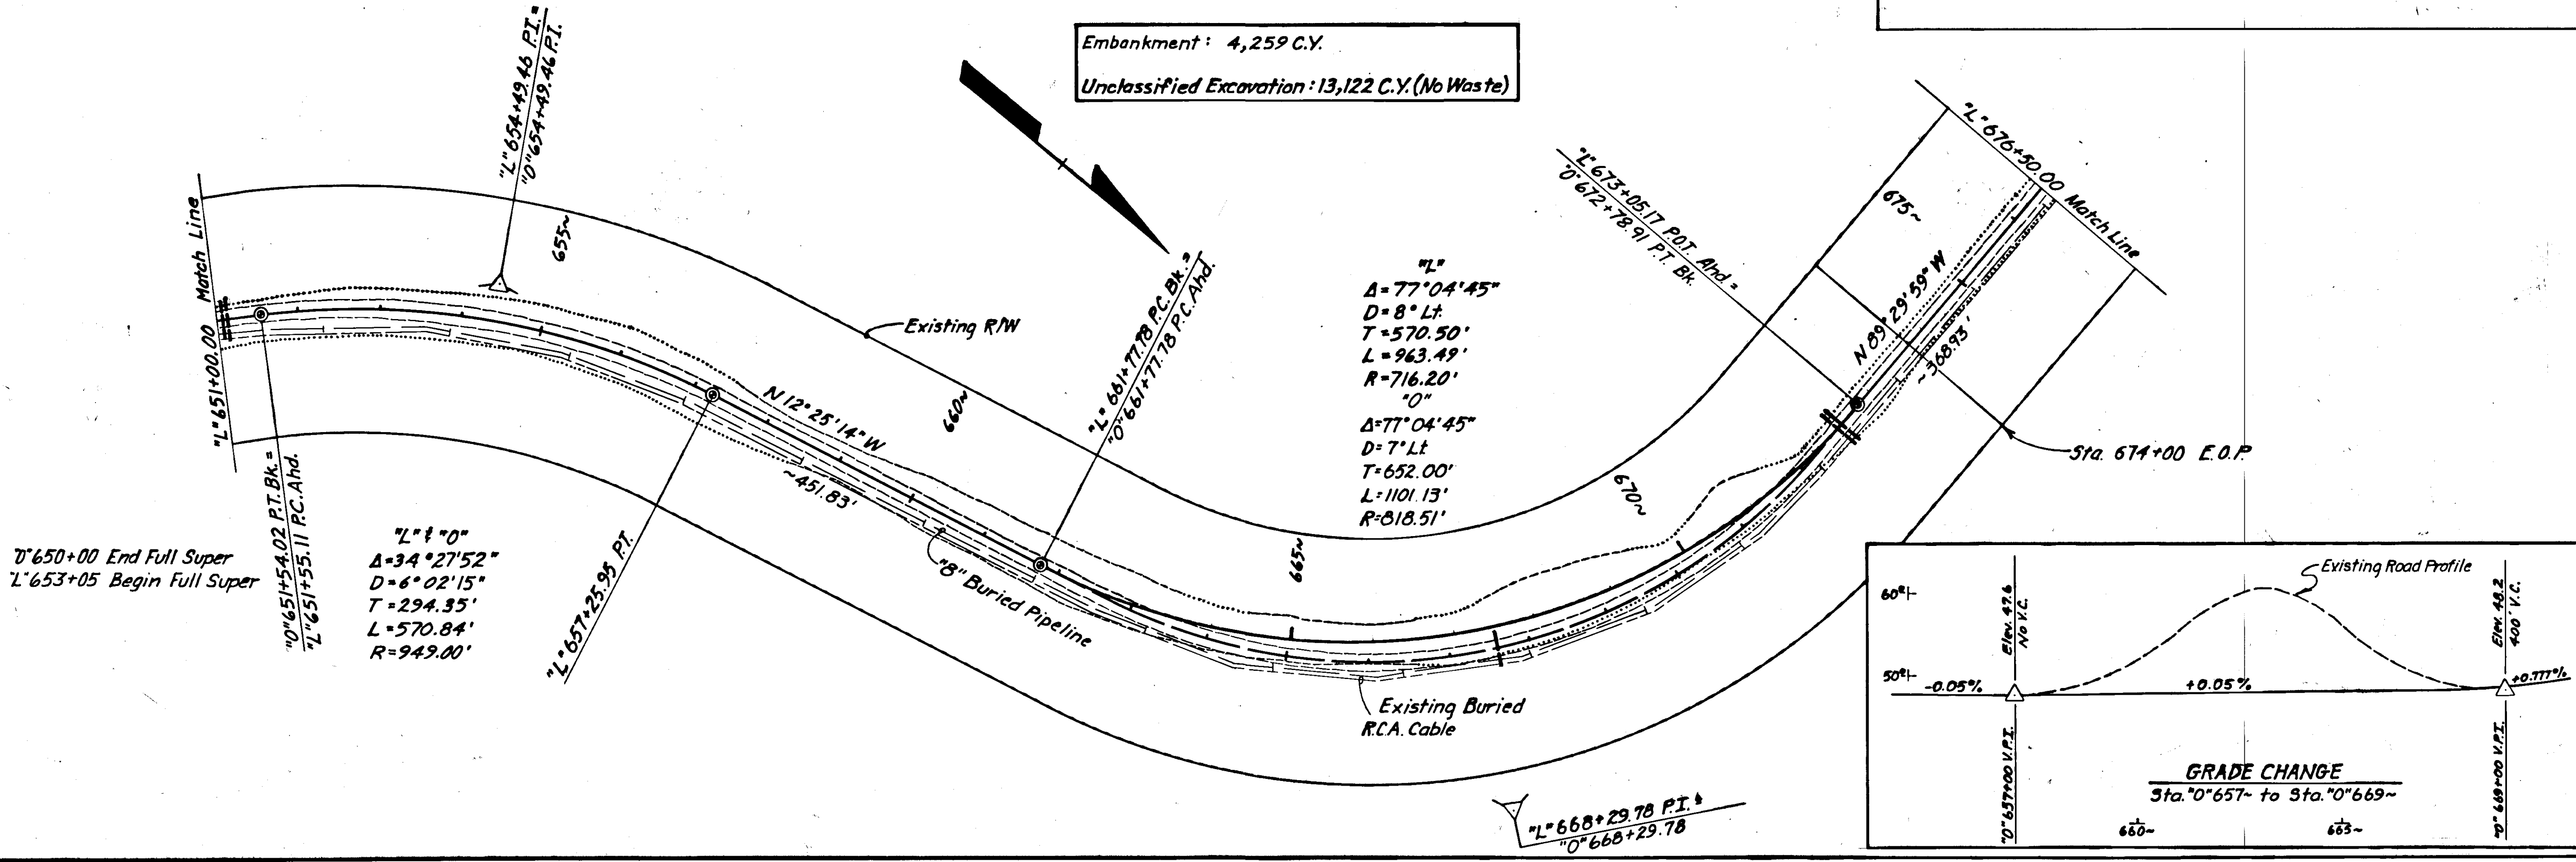 Embankment: 4,259 C.Y.
Unclassified Excavation: 13,122 C.Y. (No Waste)
"L" 654+49.46 P.I. =
"O" 654+49.46 P.I.
"L" 651+00.00 Match Line
655~
Existing R/W
660~
"L" 661+77.78 P.C. Bk. =
"O" 661+77.78 P.C. Ahd.
"L"
Δ=77°04'45"
D=8° Lt.
T=570.50'
L=963.49'
R=716.20'
"O"
Δ=77°04'45"
D=7° Lt
T=652.00'
L=1101.13'
R=818.51'
"L" 673+05.17 P.O.T. Ahd. =
"O" 672+78.91 P.T. Bk.
675~
"L" 676+50.00 Match Line
N 89°29'59" W
~368.93'
Sta. 674+00 E.O.P.
670~
665~
N 12°25'14" W
~451.83'
"8" Buried Pipeline
"L" 657+25.95 P.T.
"O" 651+54.02 P.T. Bk. =
"L" 651+55.11 P.C. Ahd.
"O" 650+00 End Full Super
"L" 653+05 Begin Full Super
"L" & "O"
Δ=34°27'52"
D=6°02'15"
T=294.35'
L=570.84'
R=949.00'
Existing Buried
R.C.A. Cable
"L" 668+29.78 P.I. &
"O" 668+29.78
Existing Road Profile
Elev. 47.6
No V.C.
Elev. 48.2
400' V.C.
-0.05%
+0.05%
+0.777%
"O" 657+00 V.P.I.
"O" 669+00 V.P.I.
GRADE CHANGE
Sta. "O" 657~ to Sta. "O" 669~
660~
665~